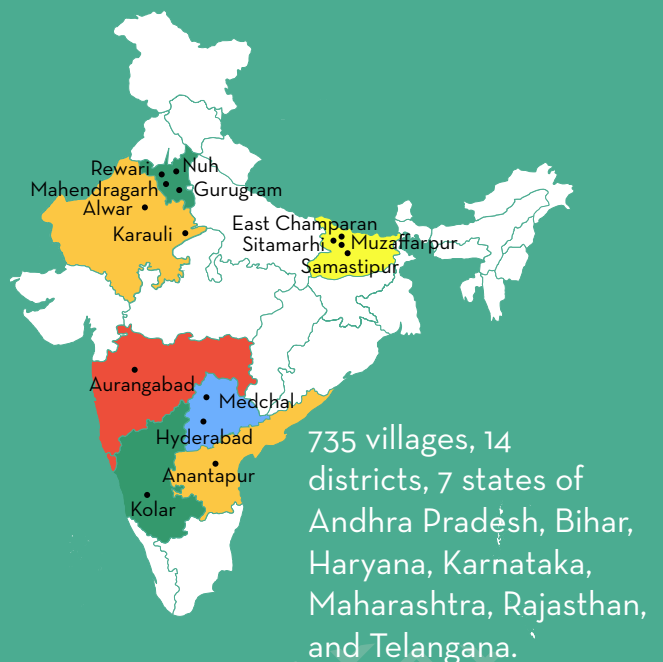 Rewari
Nuh
Mahendragarh
Gurugram
Alwar
Karauli
East Champaran
Sitamarhi
Muzaffarpur
Samastipur
Aurangabad
Medchal
Hyderabad
Anantapur
Kolar
735 villages, 14
districts, 7 states of
Andhra Pradesh, Bihar,
Haryana, Karnataka,
Maharashtra, Rajasthan,
and Telangana.